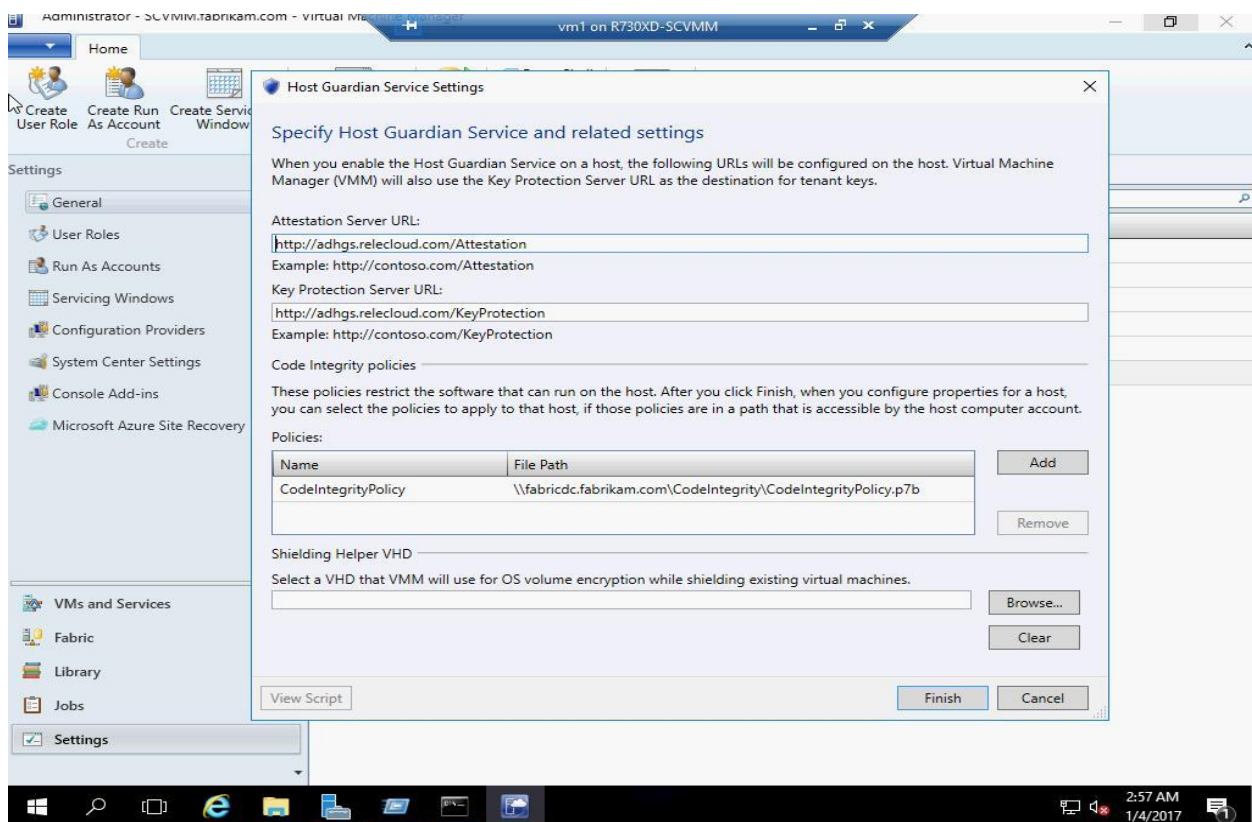 Administrator - SCVMM.fabrikam.com - Virtual Machine Manager
vm1 on R730XD-SCVMM
Home
Create User Role
Create Run As Account
Create Servic
Window
Create
Settings
General
User Roles
Run As Accounts
Servicing Windows
Configuration Providers
System Center Settings
Console Add-ins
Microsoft Azure Site Recovery
VMs and Services
Fabric
Library
Jobs
Settings
Host Guardian Service Settings
Specify Host Guardian Service and related settings
When you enable the Host Guardian Service on a host, the following URLs will be configured on the host. Virtual Machine
Manager (VMM) will also use the Key Protection Server URL as the destination for tenant keys.
Attestation Server URL:
http://adhgs.relecloud.com/Attestation
Example: http://contoso.com/Attestation
Key Protection Server URL:
http://adhgs.relecloud.com/KeyProtection
Example: http://contoso.com/KeyProtection
Code Integrity policies
These policies restrict the software that can run on the host. After you click Finish, when you configure properties for a host,
you can select the policies to apply to that host, if those policies are in a path that is accessible by the host computer account.
Policies:
Name File Path
CodeIntegrityPolicy \\fabricdc.fabrikam.com\CodeIntegrity\CodeIntegrityPolicy.p7b
Add
Remove
Shielding Helper VHD
Select a VHD that VMM will use for OS volume encryption while shielding existing virtual machines.
Browse...
Clear
View Script
Finish
Cancel
2:57 AM
1/4/2017